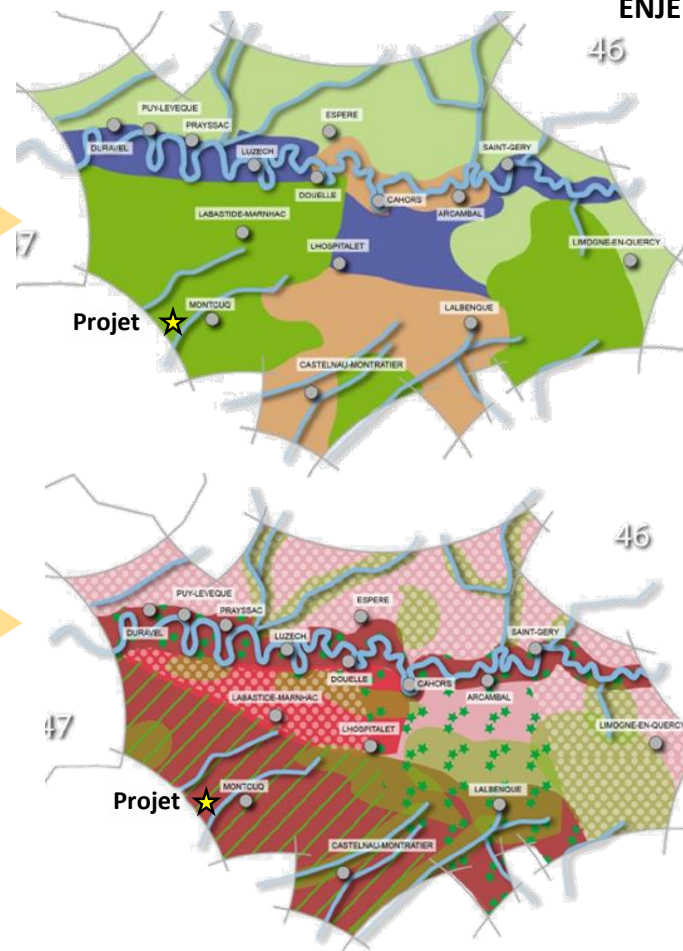 ENJE
46
PUY-LEVEQUE
ESPERE
PRAYSSAC
SAINT-GERY
DURAVEL
LUZECH
DOUELLE
CAHORS
ARCAMBAL
LABASTIDE-MARNHAC
47
LIMOGNE-EN-QUERCY
LHOSPITALET
MONTCUQ
Projet
LALBENQUE
CASTELNAU-MONTRATIER
46
PUY-LEVEQUE
ESPERE
PRAYSSAC
DURAVEL
SAINT-GERY
LUZECH
DOUELLE
CAHORS
ARCAMBAL
LABASTIDE-MARNHAC
47
LIMOGNE-EN-QUERCY
LHOSPITALET
MONTCUQ
Projet
LALBENQUE
CASTELNAU-MONTRATIER